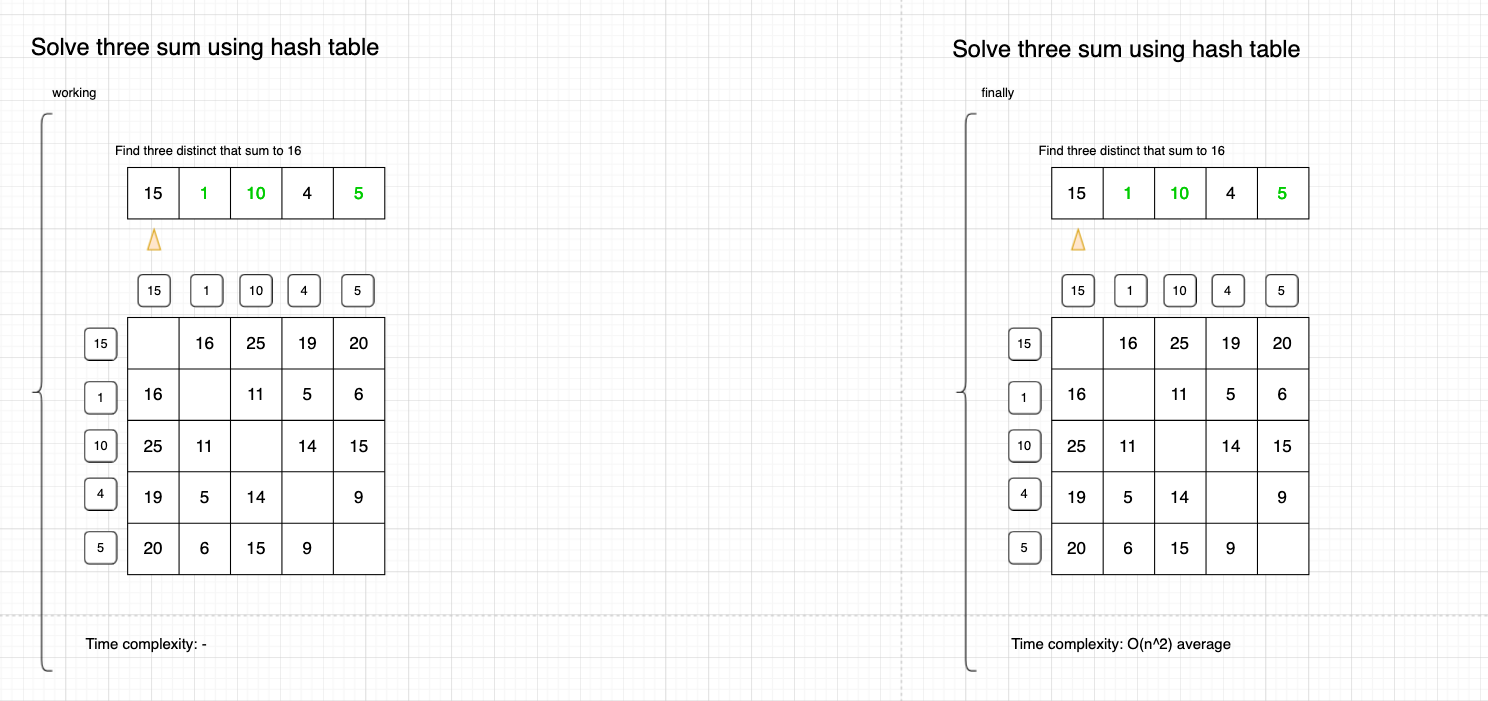 Solve three sum using hash table
working
Find three distinct that sum to 16
15 1 10 4 5
15 1 10 4 5
15 16 25 19 20
1 16 11 5 6
10 25 11 14 15
4 19 5 14 9
5 20 6 15 9
Time complexity: -
Solve three sum using hash table
finally
Find three distinct that sum to 16
15 1 10 4 5
15 1 10 4 5
15 16 25 19 20
1 16 11 5 6
10 25 11 14 15
4 19 5 14 9
5 20 6 15 9
Time complexity: O(n^2) average